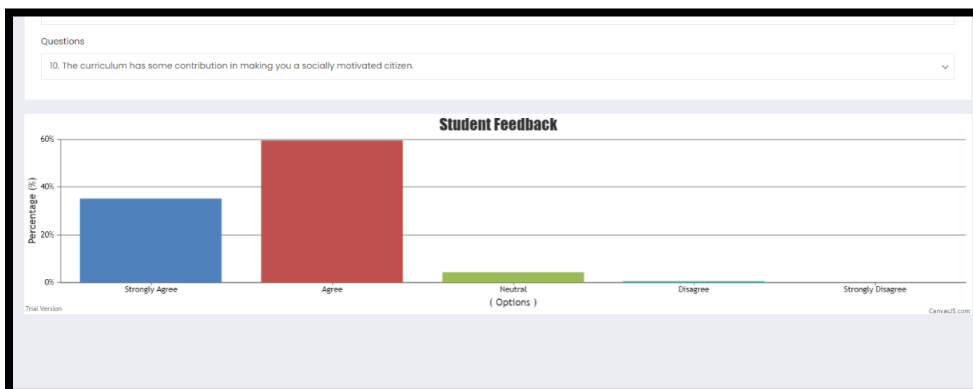 Questions
10. The curriculum has some contribution in making you a socially motivated citizen.
Student Feedback
60%
40%
20%
0%
Percentage (%)
Strongly Agree
Agree
Neutral
Disagree
Strongly Disagree
( Options )
Trial Version
CanvasJS.com